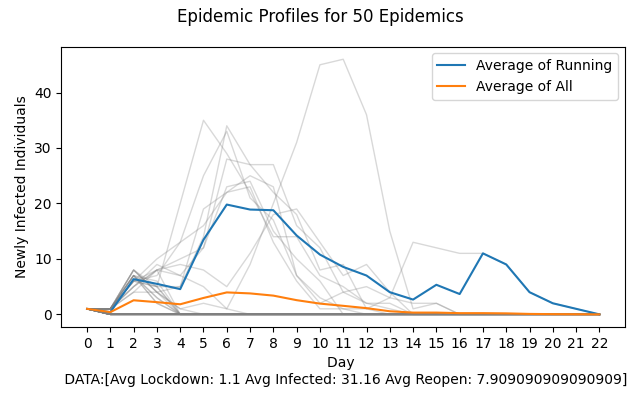 Epidemic Profiles for 50 Epidemics
Average of Running
Average of All
Newly Infected Individuals
40
30
20
10
0
0 1 2 3 4 5 6 7 8 9 10 11 12 13 14 15 16 17 18 19 20 21 22
Day
DATA:[Avg Lockdown: 1.1 Avg Infected: 31.16 Avg Reopen: 7.909090909090909]